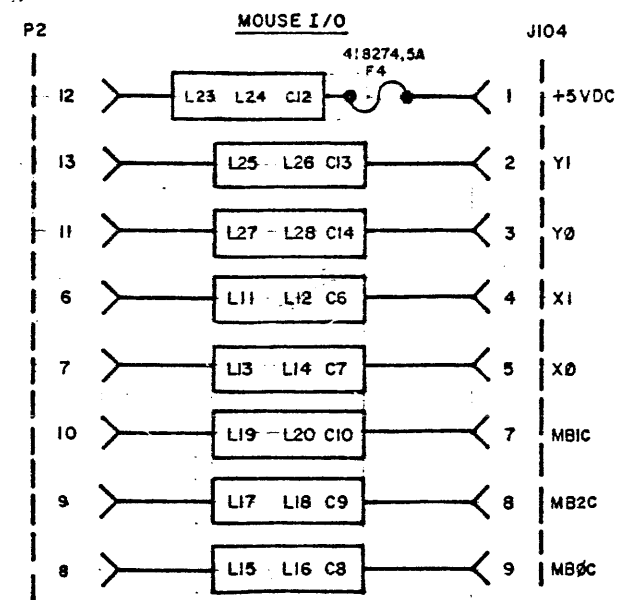 MOUSE I/O
P2 J104
418274,5A
F4
12 L23 L24 C12 1 +5VDC
13 L25 L26 C13 2 Y1
11 L27 L28 C14 3 YØ
6 L11 L12 C6 4 X1
7 L13 L14 C7 5 XØ
10 L19 L20 C10 7 MB1C
9 L17 L18 C9 8 MB2C
8 L15 L16 C8 9 MBØC